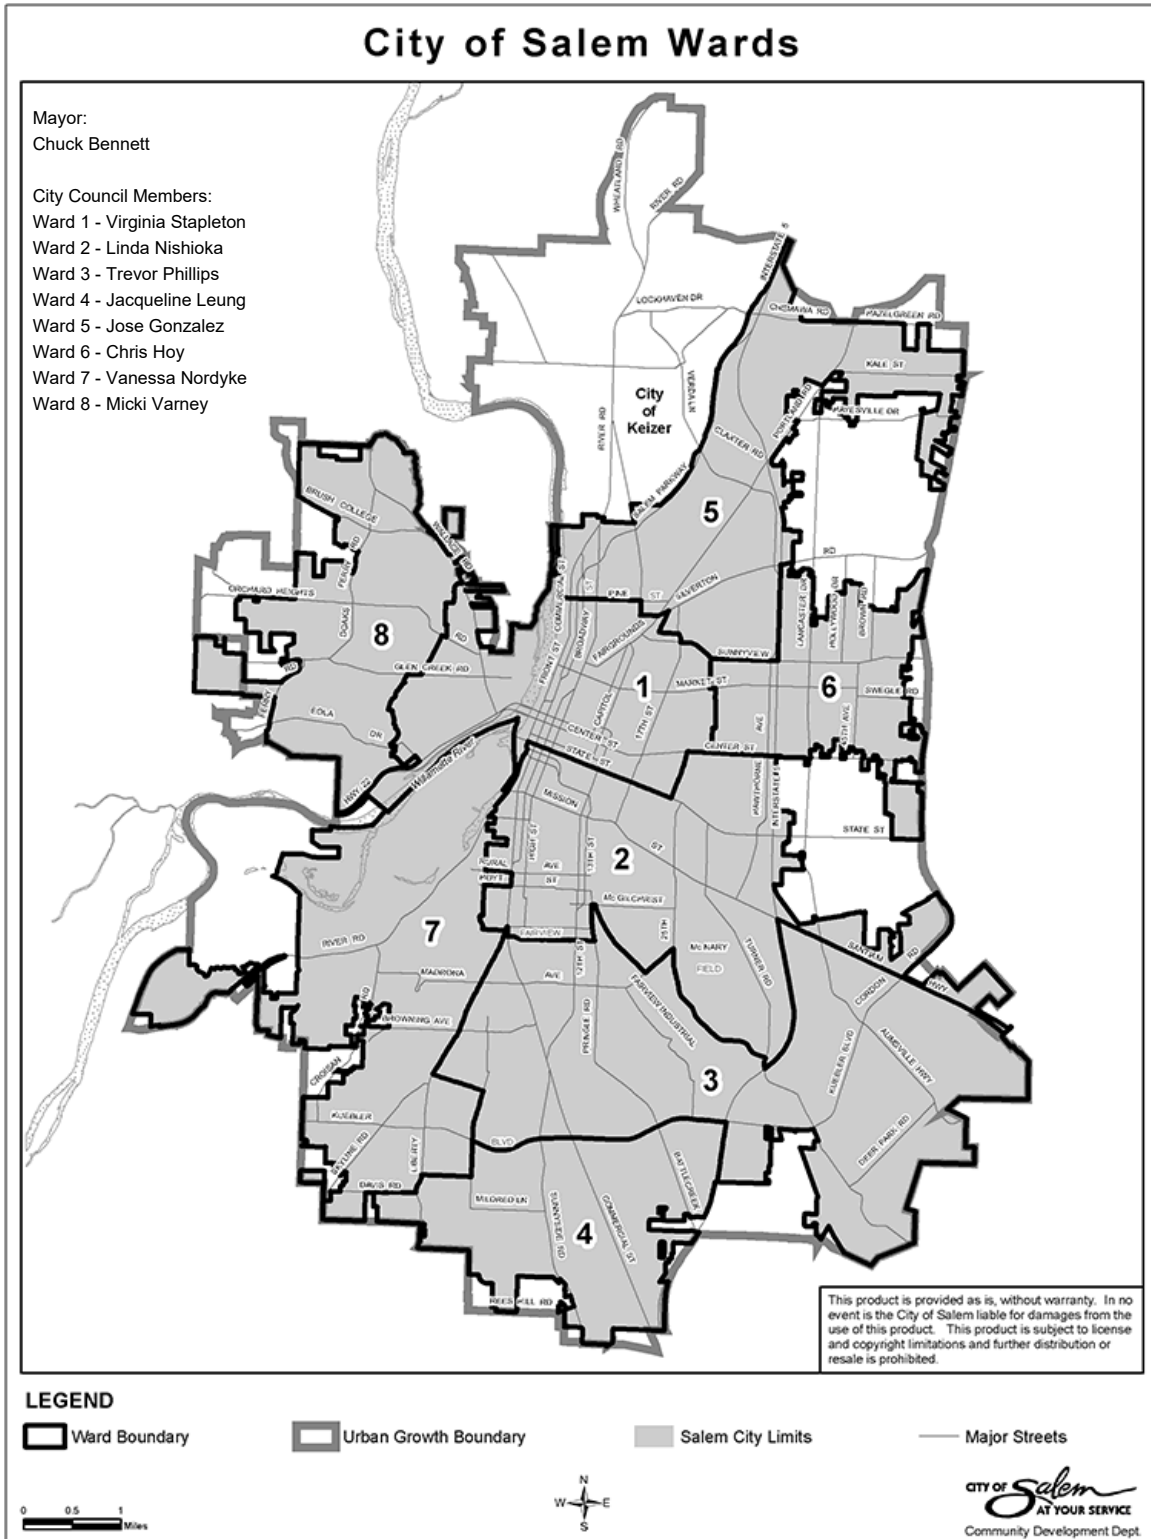 City of Salem Wards
Mayor:
Chuck Bennett
City Council Members:
Ward 1 - Virginia Stapleton
Ward 2 - Linda Nishioka
Ward 3 - Trevor Phillips
Ward 4 - Jacqueline Leung
Ward 5 - Jose Gonzalez
Ward 6 - Chris Hoy
Ward 7 - Vanessa Nordyke
Ward 8 - Micki Varney
WHEATLAND RD
RIVER RD
INTERSTATE 5
LOCKHAVEN DR
CHEMAWA RD
HAZELGREEN RD
KALE ST
VERDA LN
City
of
Keizer
RIVER RD
PORTLAND RD
HAYESVILLE DR
CLAXTER RD
SALEM PARKWAY
5
BRUSH COLLEGE
RD
WALLACE RD
DOAKS
FERRY RD
ORCHARD HEIGHTS
RD
8
GLEN CREEK RD
RD
FERRY
EOLA
DR
HWY 22
Willamette River
COMMERCIAL ST
FRONT ST
BROADWAY
ST
PINE ST
SILVERTON
RD
FAIRGROUNDS
SUNNYVIEW
LANCASTER DR
HOLLYWOOD DR
BROWN RD
1
MARKET ST
6
SWEGLE RD
CAPITOL
17TH ST
CENTER ST
STATE ST
CENTER ST
HAWTHORNE
AVE
INTERSTATE 5
45TH AVE
STATE ST
MISSION
ST
HIGH ST
13TH ST
2
RURAL
AVE
HOYT
ST
McGILCHRIST
25TH
FAIRVIEW
McNARY
FIELD
TURNER RD
SANTIAM
HWY
CORDON
RD
7
RIVER RD
MADRONA
AVE
12TH ST
FAIRVIEW INDUSTRIAL
PRINGLE RD
BROWNING AVE
CROISAN
RD
3
KUEBLER BLVD
AUMSVILLE HWY
DEER PARK RD
KUEBLER
BLVD
SKYLINE RD
LIBERTY
DAVIS RD
MILDRED LN
SUNNYSIDE RD
COMMERCIAL ST
BATTLECREEK
4
REES HILL RD
This product is provided as is, without warranty. In no
event is the City of Salem liable for damages from the
use of this product. This product is subject to license
and copyright limitations and further distribution or
resale is prohibited.
LEGEND
Ward Boundary
Urban Growth Boundary
Salem City Limits
Major Streets
0 0.5 1
Miles
N
W E
S
CITY OF Salem
AT YOUR SERVICE
Community Development Dept.